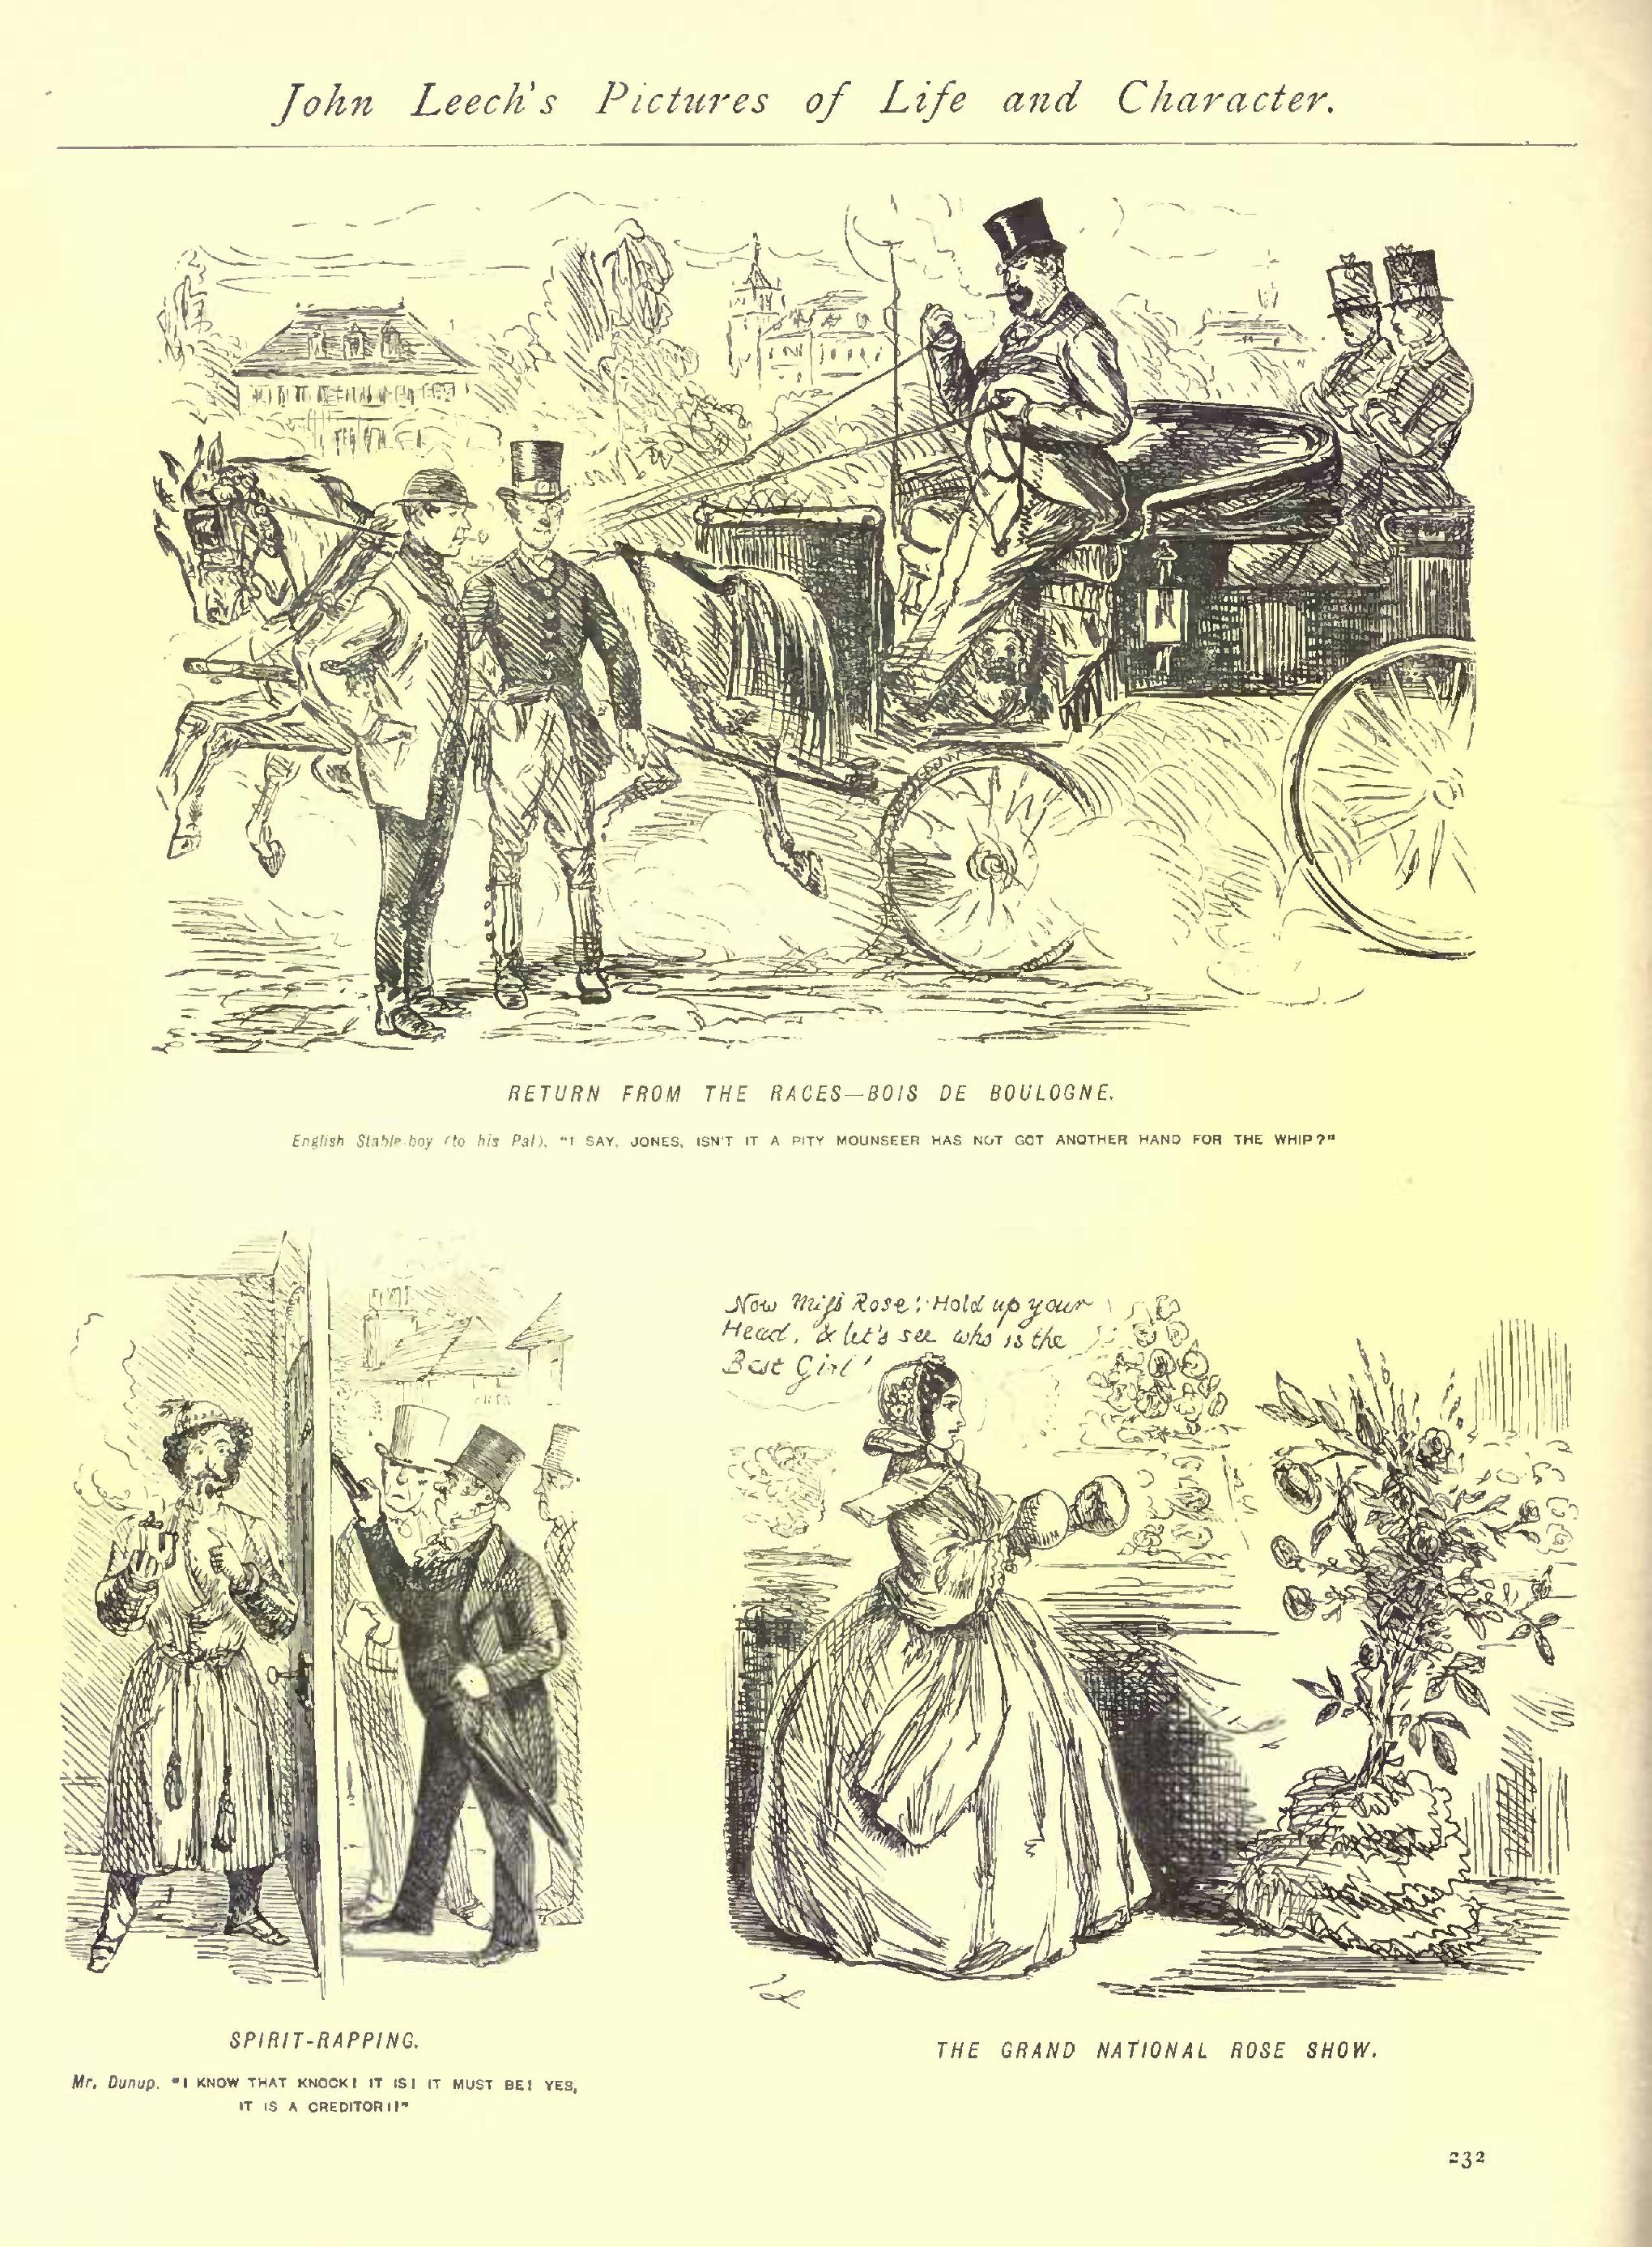 John Leech's Pictures of Life and Character.
RETURN FROM THE RACES—BOIS DE BOULOGNE.
English Stable-boy (to his Pal). "I SAY, JONES, ISN'T IT A PITY MOUNSEER HAS NOT GOT ANOTHER HAND FOR THE WHIP?"
Now Miss Rose! Hold up your
Head, & let's see who is the
Best Girl!
SPIRIT-RAPPING.
Mr. Dunup. "I KNOW THAT KNOCK! IT IS! IT MUST BE! YES,
IT IS A CREDITOR!!"
THE GRAND NATIONAL ROSE SHOW.
232